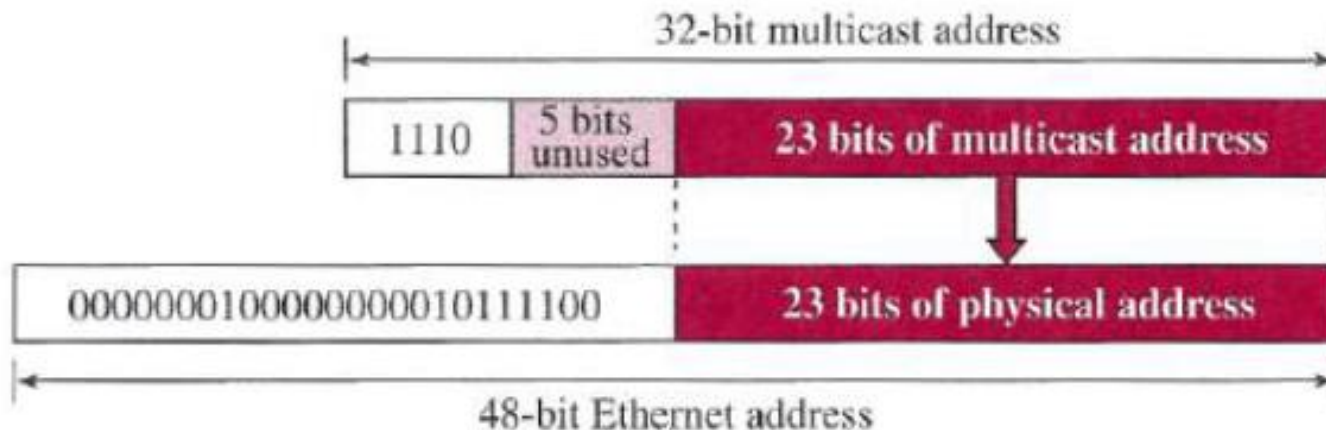 32-bit multicast address
1110
5 bits
unused
23 bits of multicast address
0000000100000000010111100
23 bits of physical address
48-bit Ethernet address